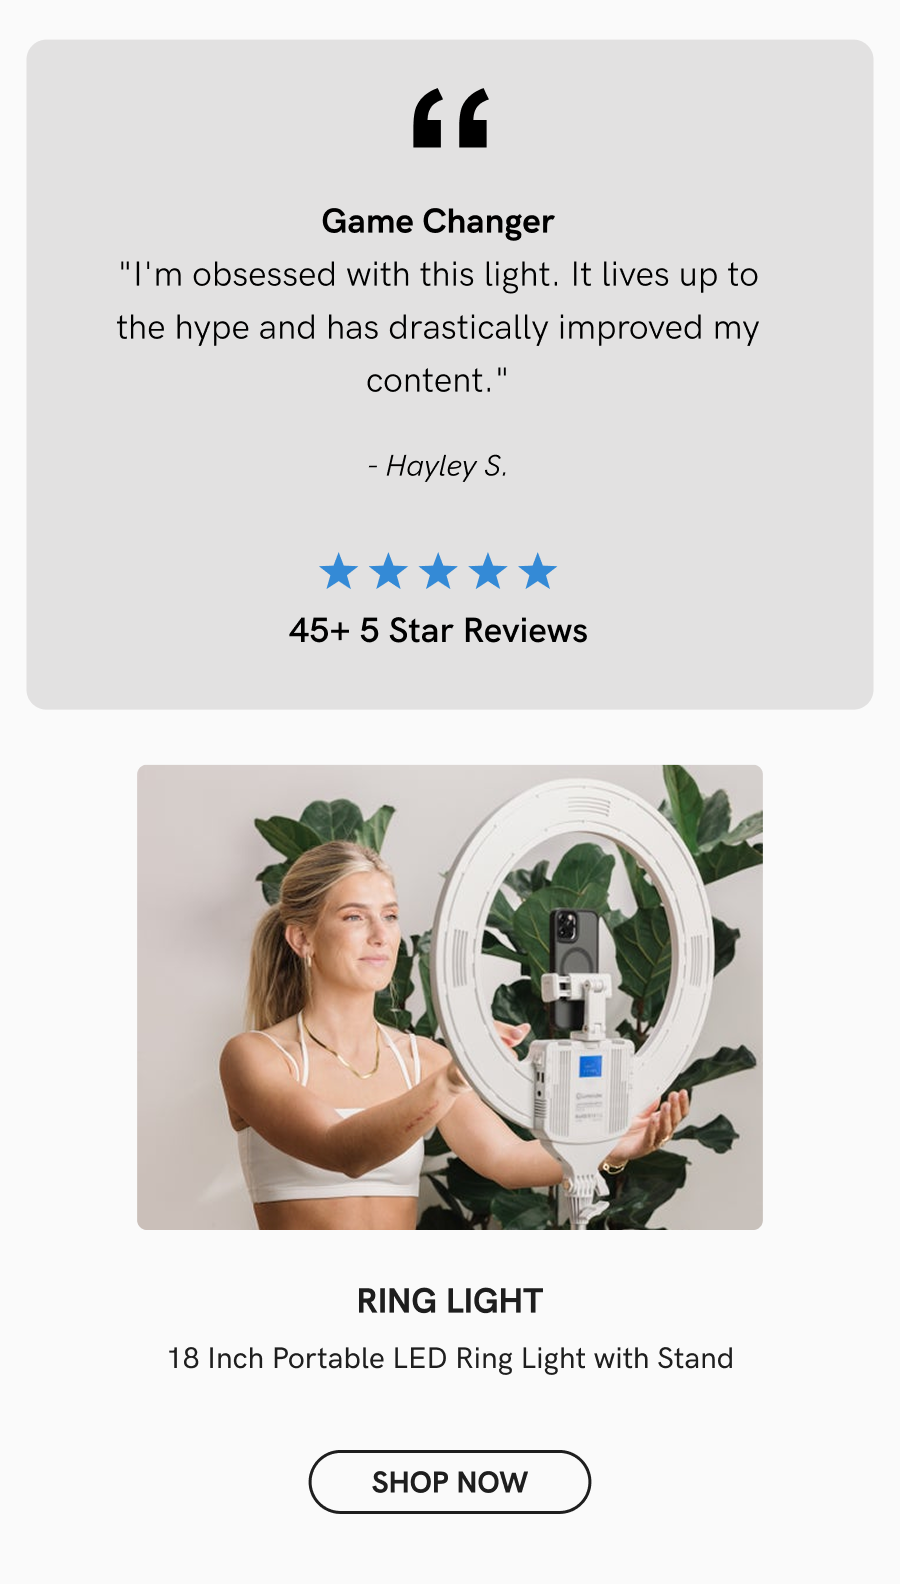 Game Changer
"I'm obsessed with this light. It lives up to
the hype and has drastically improved my
content."
- Hayley S.
45+ 5 Star Reviews
RING LIGHT
18 Inch Portable LED Ring Light with Stand
SHOP NOW